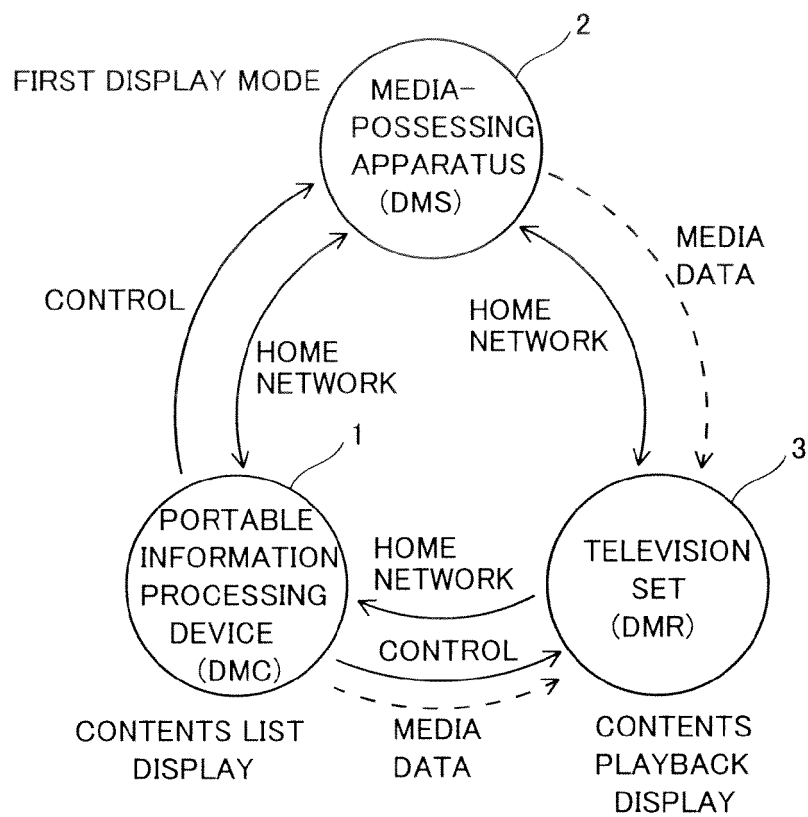 2
FIRST DISPLAY MODE
MEDIA-
POSSESSING
APPARATUS
(DMS)
MEDIA
DATA
CONTROL
HOME
NETWORK
HOME
NETWORK
1
3
PORTABLE
INFORMATION
PROCESSING
DEVICE
(DMC)
HOME
NETWORK
TELEVISION
SET
(DMR)
CONTROL
MEDIA
DATA
CONTENTS LIST
DISPLAY
CONTENTS
PLAYBACK
DISPLAY